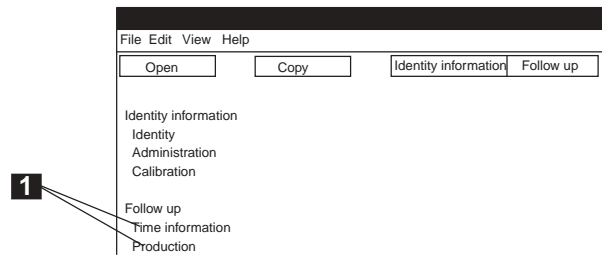 File Edit View Help
Open Copy Identity information Follow up
Identity information
Identity
Administration
Calibration
1
Follow up
Time information
Production